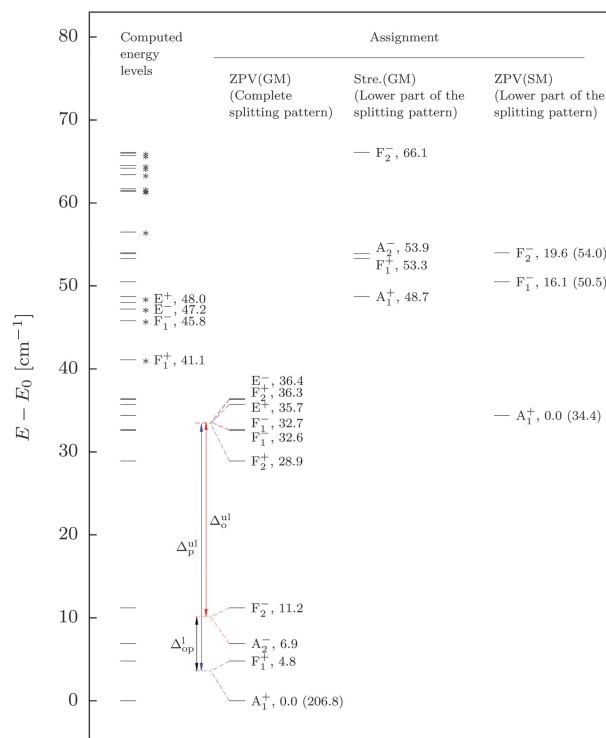 Computed
energy
levels
Assignment
ZPV(GM)
(Complete
splitting pattern)
Stre.(GM)
(Lower part of the
splitting pattern)
ZPV(SM)
(Lower part of the
splitting pattern)
E − E₀ [cm⁻¹]
80
70
60
50
40
30
20
10
0
*
*
*
*
*
*
*
*
* E⁺, 48.0
* E⁻, 47.2
* F₁⁻, 45.8
* F₁⁺, 41.1
E⁻, 36.4
F₂⁺, 36.3
E⁺, 35.7
F₁⁻, 32.7
F₁⁻, 32.6
F₂⁺, 28.9
F₂⁻, 11.2
A₂⁻, 6.9
F₁⁺, 4.8
A₁⁺, 0.0 (206.8)
Δₚᵘˡ
Δₒᵘˡ
Δₒₚˡ
F₂⁻, 66.1
A₂⁻, 53.9
F₁⁺, 53.3
A₁⁺, 48.7
F₂⁻, 19.6 (54.0)
F₁⁻, 16.1 (50.5)
A₁⁺, 0.0 (34.4)